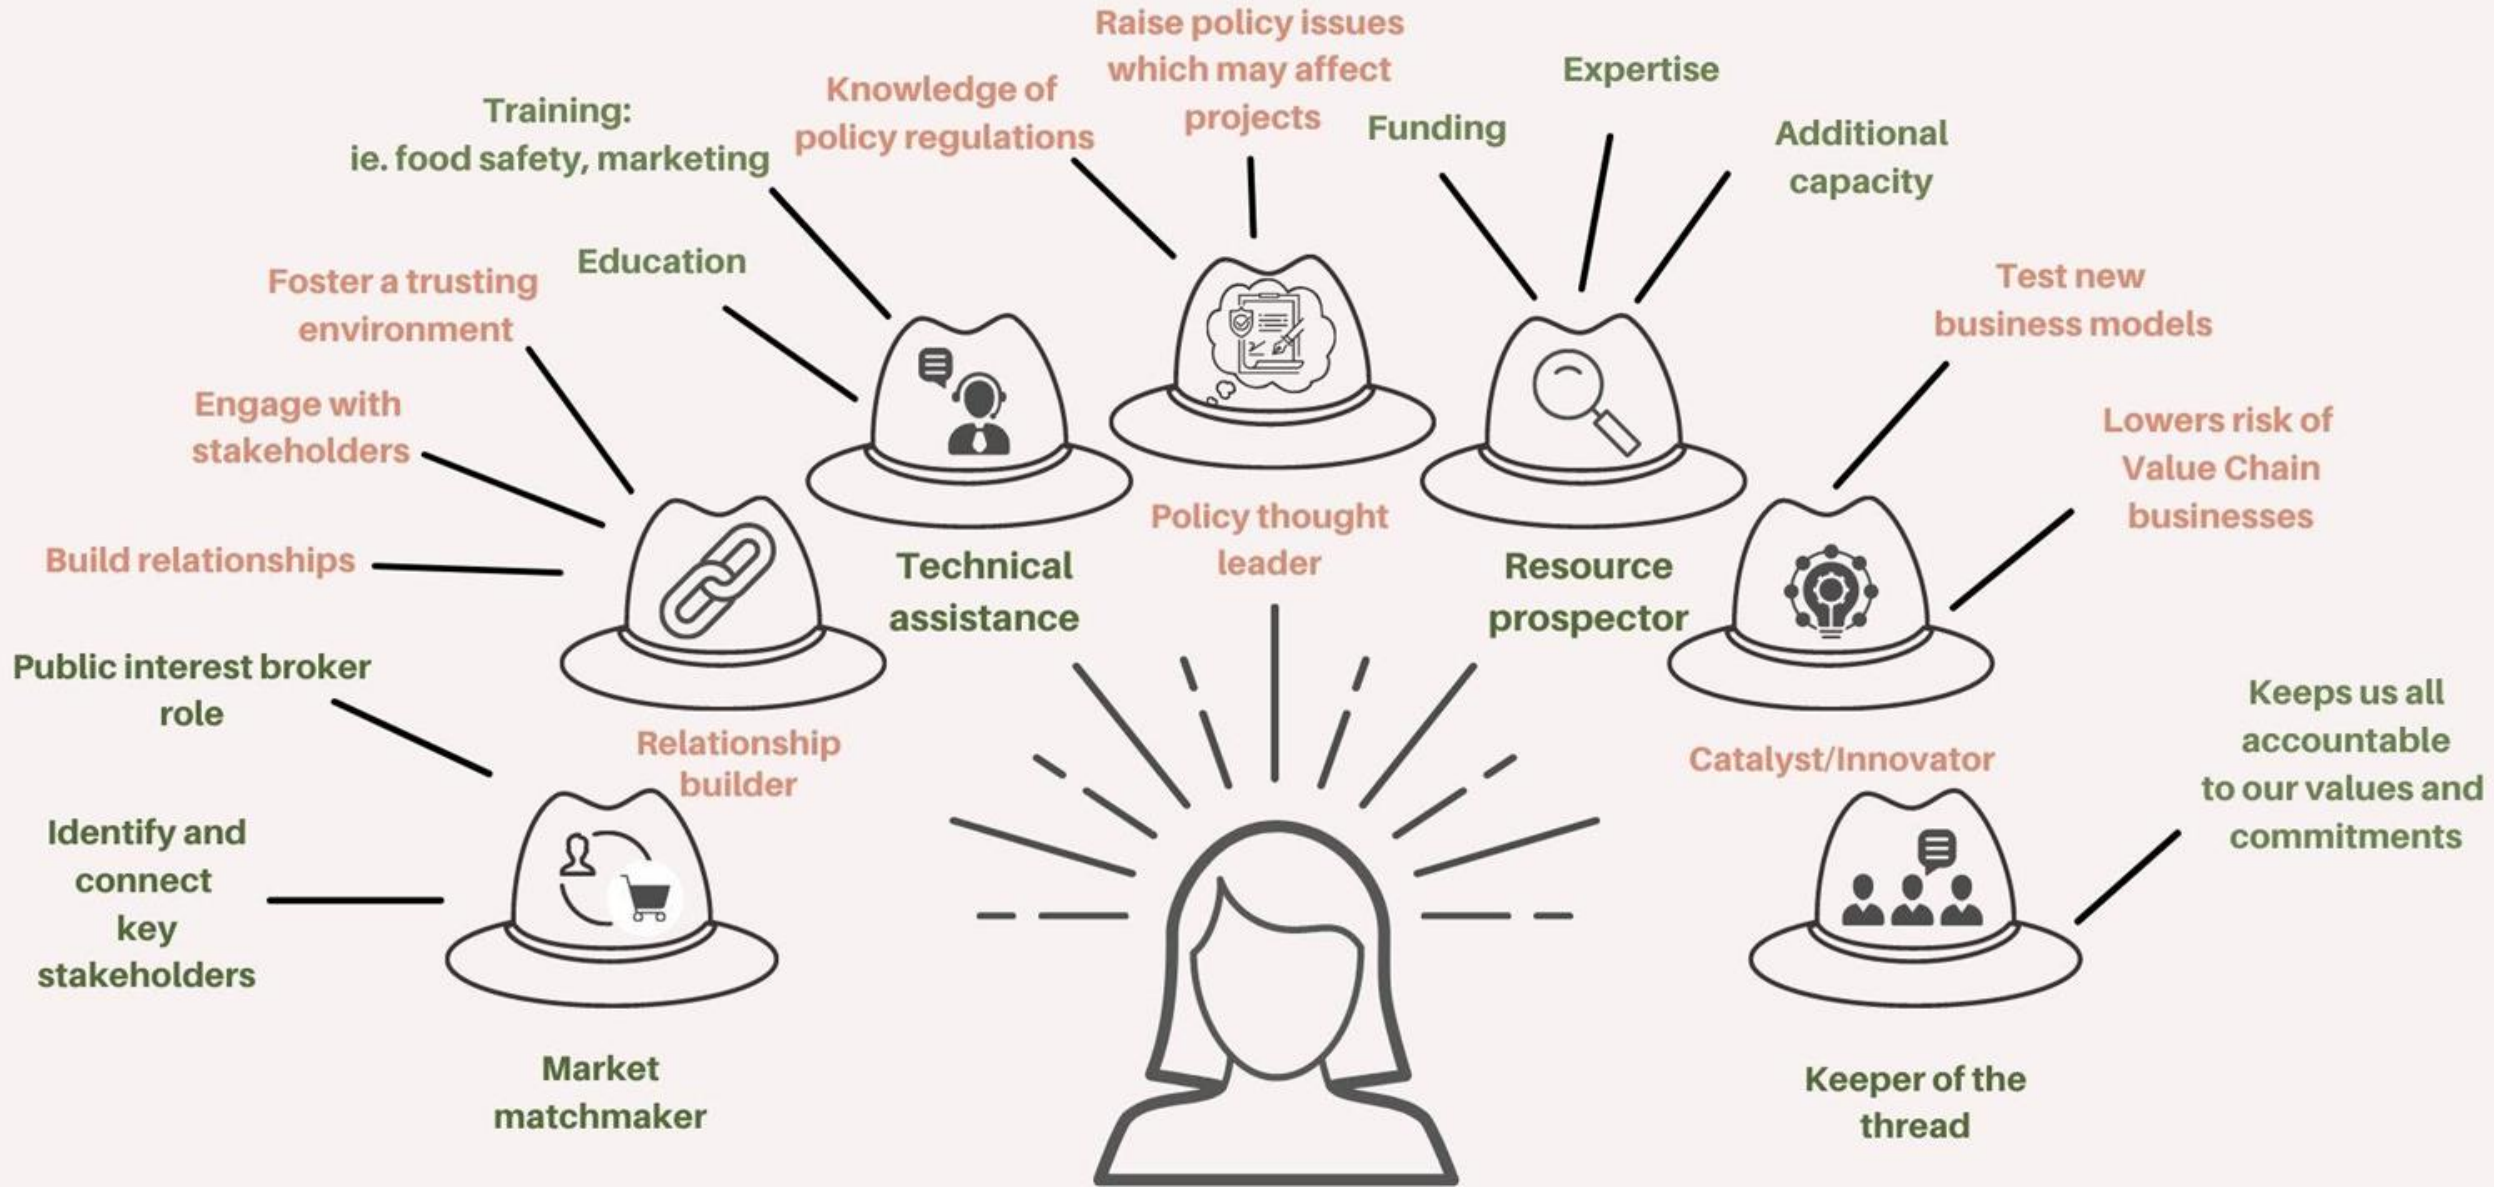 Raise policy issues
which may affect
projects
Knowledge of
policy regulations
Training:
ie. food safety, marketing
Funding
Expertise
Additional
capacity
Foster a trusting
environment
Education
Test new
business models
Engage with
stakeholders
Lowers risk of
Value Chain
businesses
Build relationships
Technical
assistance
Policy thought
leader
Resource
prospector
Public interest broker
role
Relationship
builder
Catalyst/Innovator
Keeps us all
accountable
to our values and
commitments
Identify and
connect
key
stakeholders
Market
matchmaker
Keeper of the
thread